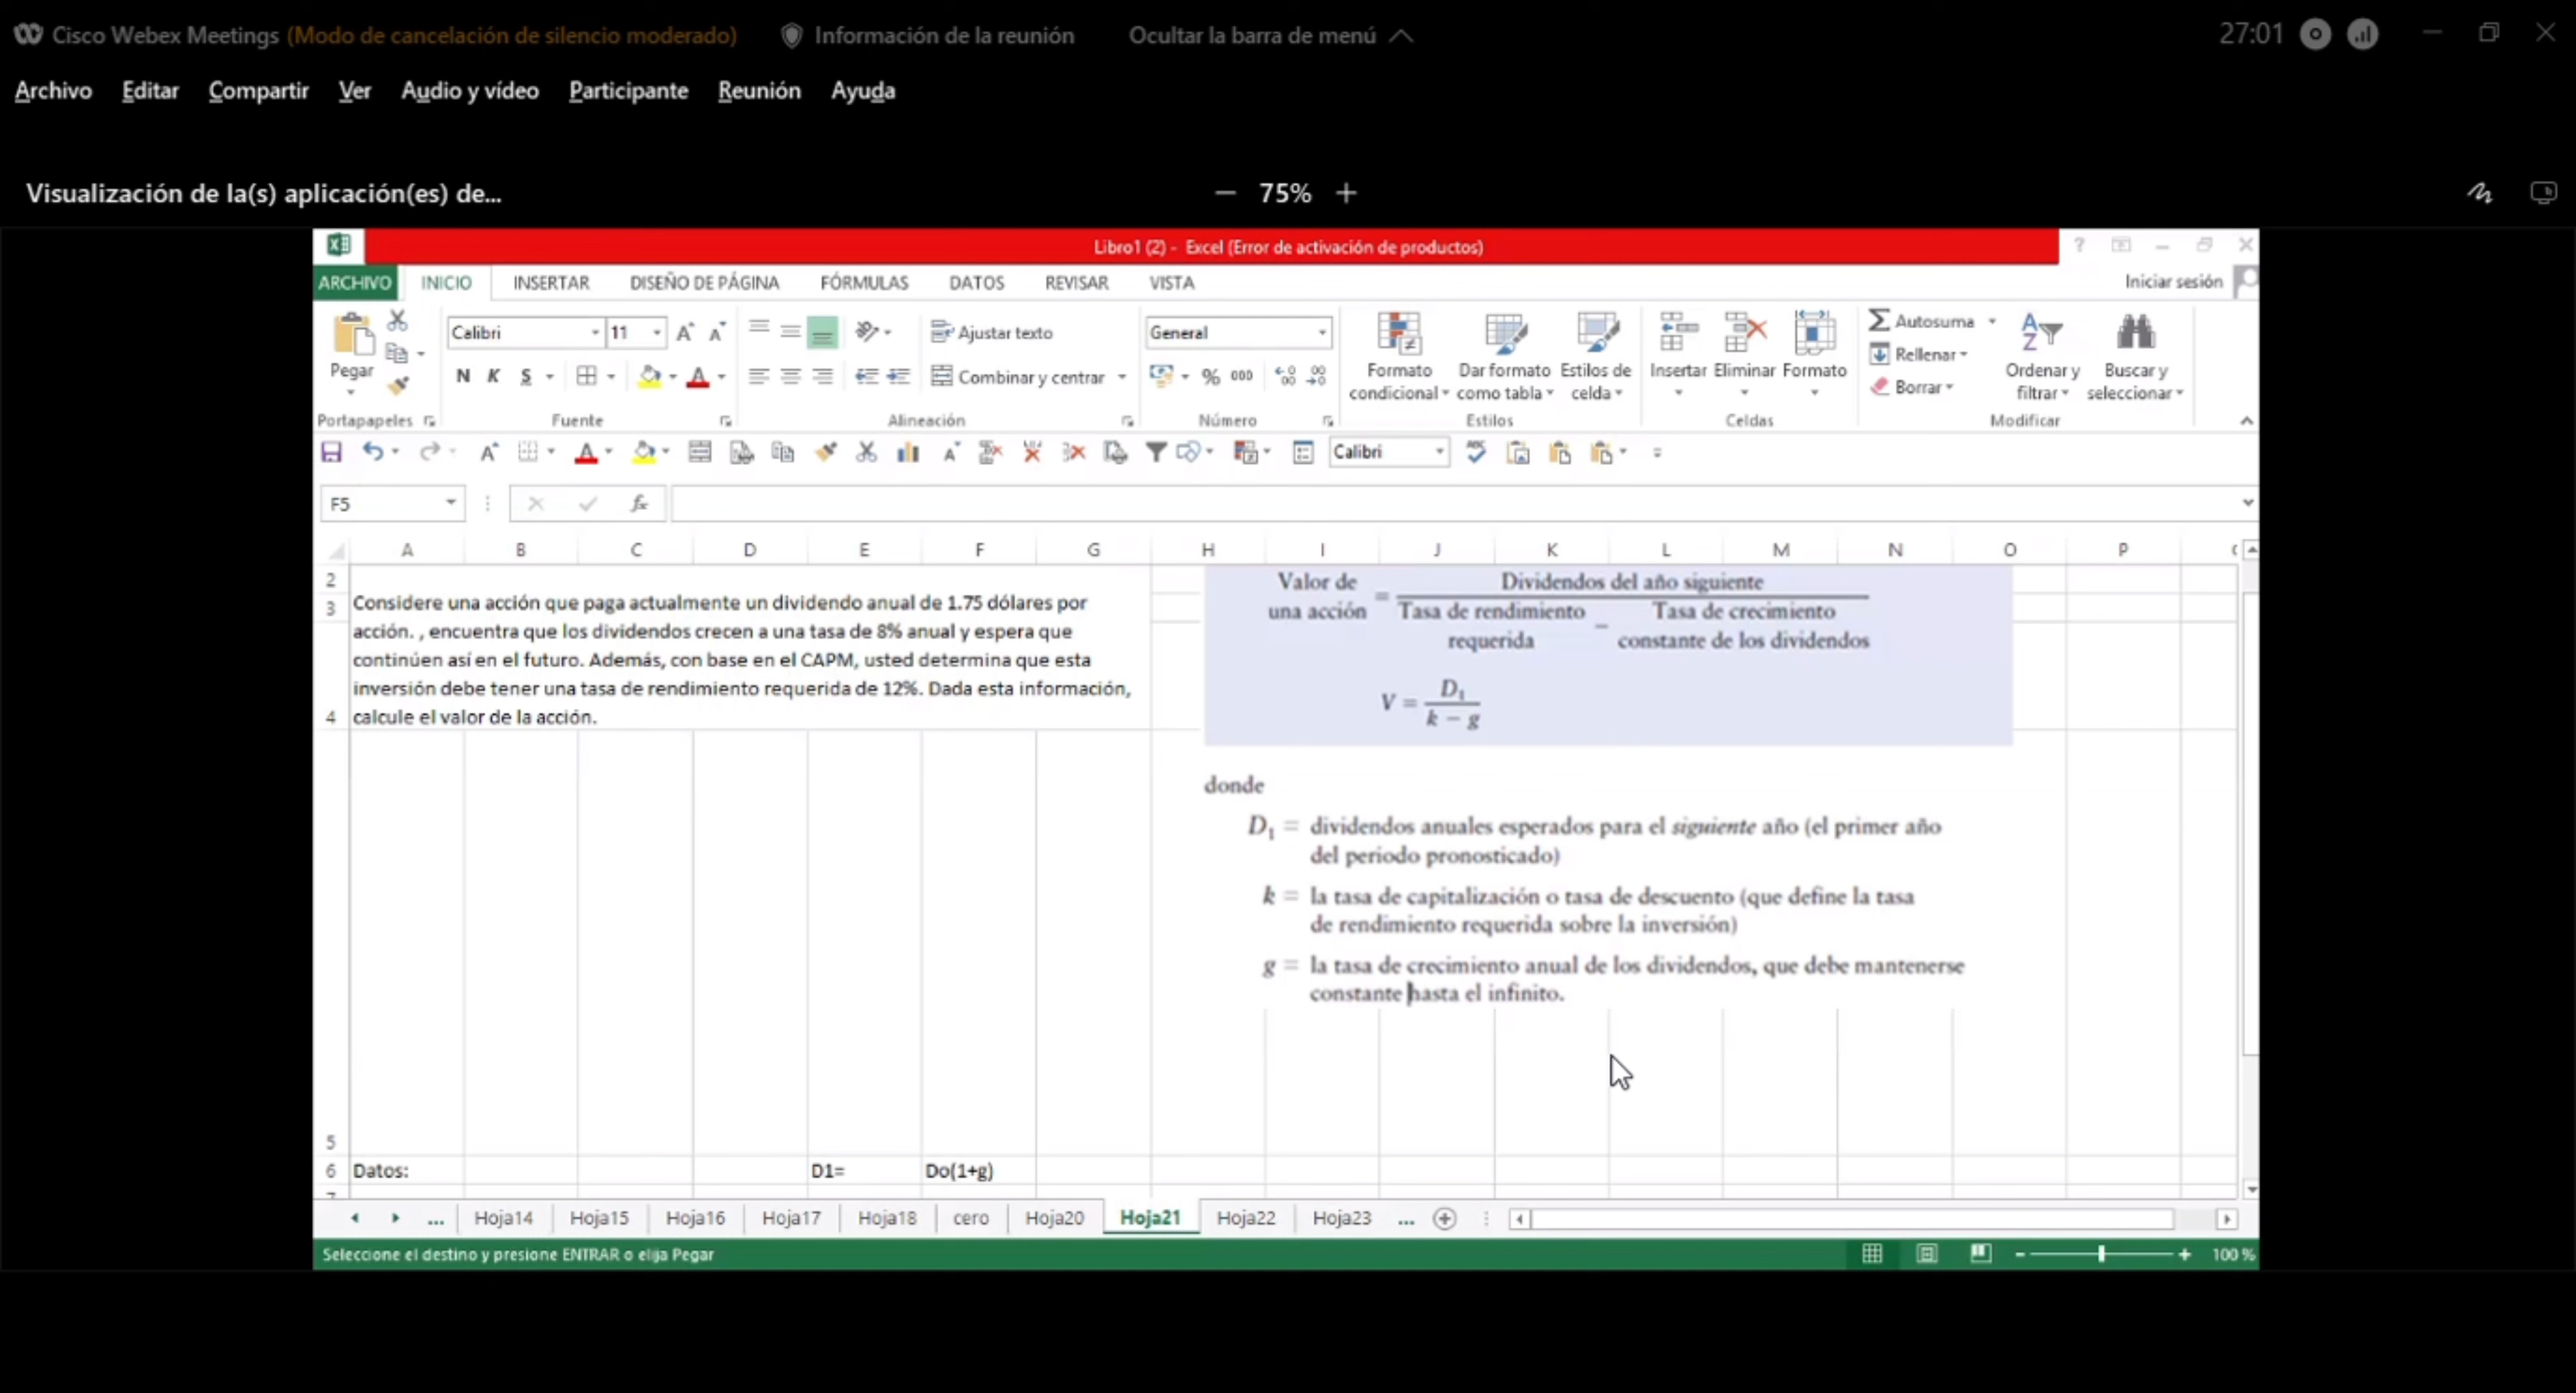 Cisco Webex Meetings (Modo de cancelación de silencio moderado) Información de la reunión Ocultar la barra de menú 27:01
Archivo Editar Compartir Ver Audio y vídeo Participante Reunión Ayuda
Visualización de la(s) aplicación(es) de... — 75% +
Libro1 (2) - Excel (Error de activación de productos)
ARCHIVO INICIO INSERTAR DISEÑO DE PÁGINA FÓRMULAS DATOS REVISAR VISTA Iniciar sesión
Calibri 11 Ajustar texto General Autosuma
Rellenar
Pegar N K S Combinar y centrar % 000 Formato condicional Dar formato como tabla Estilos de celda Insertar Eliminar Formato Borrar Ordenar y filtrar Buscar y seleccionar
Portapapeles Fuente Alineación Número Estilos Celdas Modificar
Calibri
F5 fx
A B C D E F G H I J K L M N O P
2
3
4
Considere una acción que paga actualmente un dividendo anual de 1.75 dólares por
acción. , encuentra que los dividendos crecen a una tasa de 8% anual y espera que
continúen así en el futuro. Además, con base en el CAPM, usted determina que esta
inversión debe tener una tasa de rendimiento requerida de 12%. Dada esta información,
calcule el valor de la acción.
Valor de una acción = Dividendos del año siguiente
Tasa de rendimiento requerida – Tasa de crecimiento constante de los dividendos
V = D1
k – g
donde
D1 = dividendos anuales esperados para el siguiente año (el primer año
del periodo pronosticado)
k = la tasa de capitalización o tasa de descuento (que define la tasa
de rendimiento requerida sobre la inversión)
g = la tasa de crecimiento anual de los dividendos, que debe mantenerse
constante hasta el infinito.
5
6 Datos: D1= Do(1+g)
... Hoja14 Hoja15 Hoja16 Hoja17 Hoja18 cero Hoja20 Hoja21 Hoja22 Hoja23 ...
Seleccione el destino y presione ENTRAR o elija Pegar 100 %